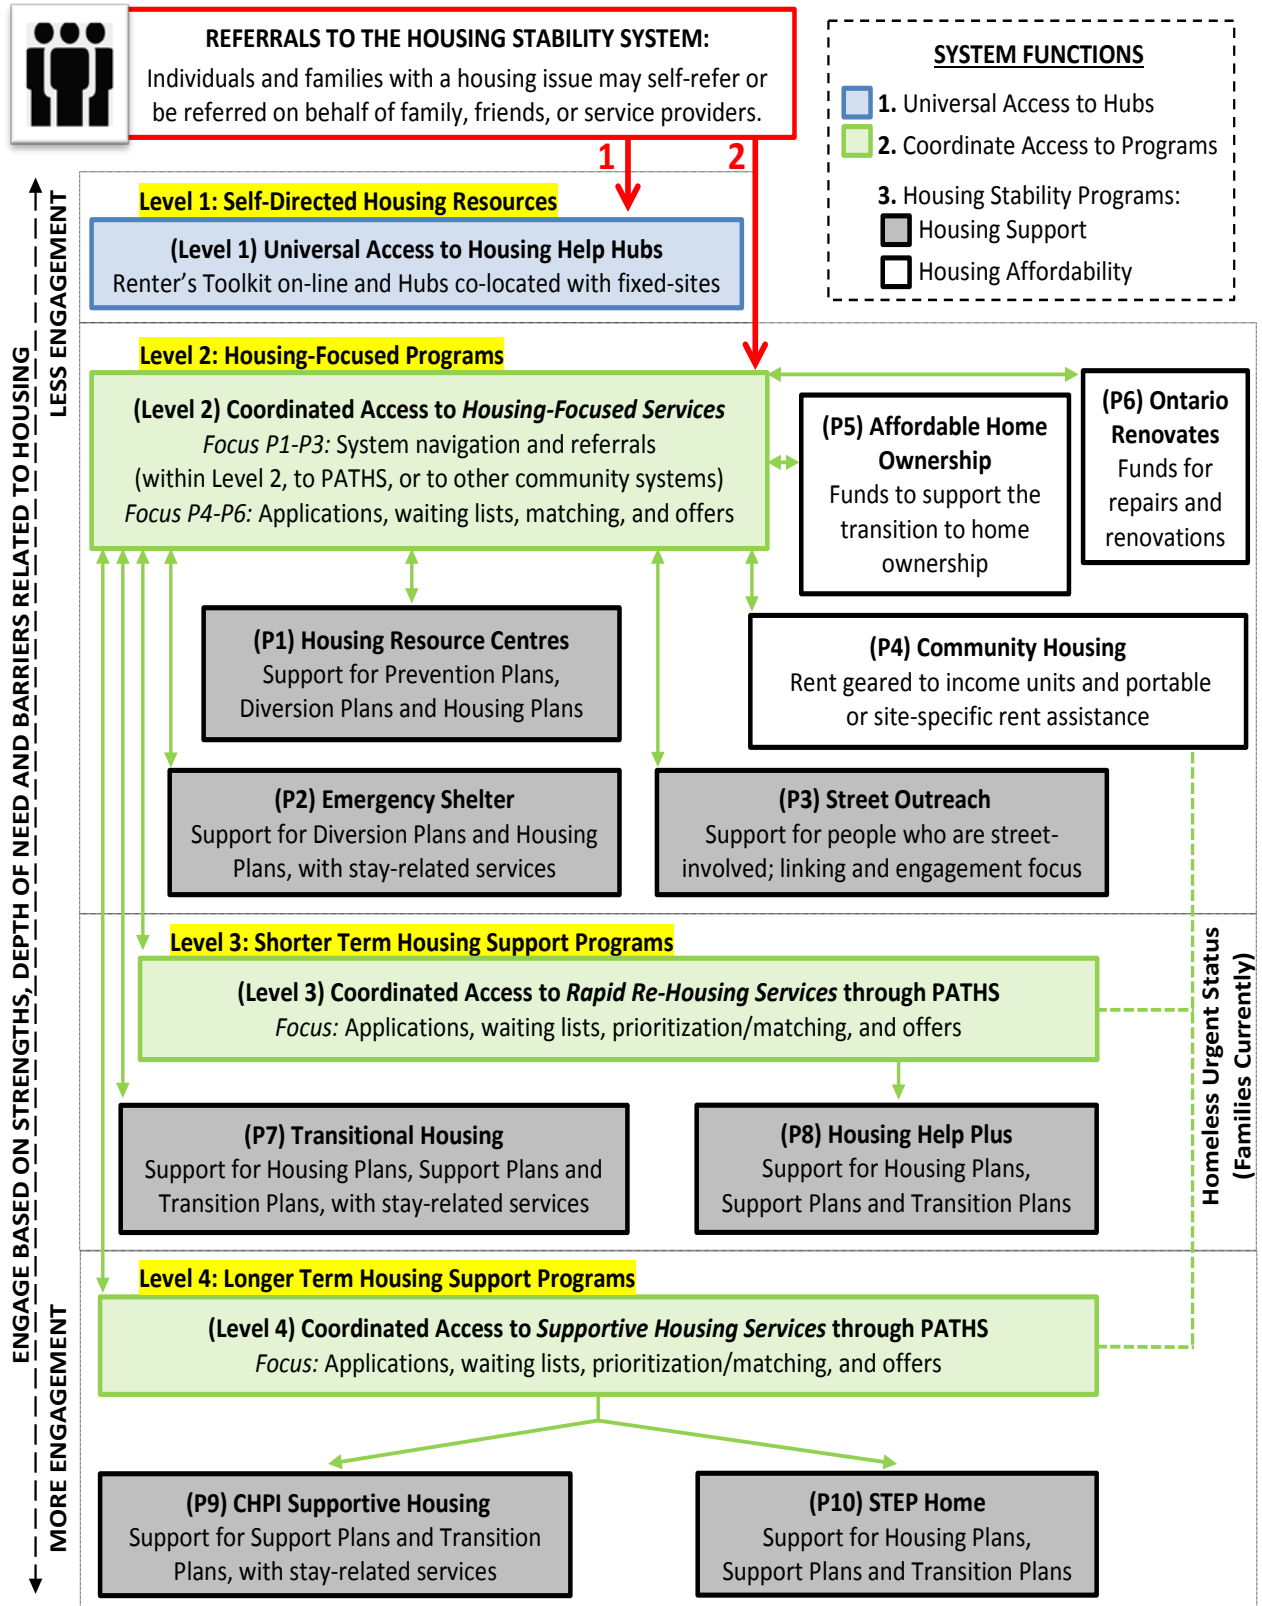 REFERRALS TO THE HOUSING STABILITY SYSTEM:
Individuals and families with a housing issue may self-refer or
be referred on behalf of family, friends, or service providers.
SYSTEM FUNCTIONS
1. Universal Access to Hubs
2. Coordinate Access to Programs
3. Housing Stability Programs:
Housing Support
Housing Affordability
1
2
ENGAGE BASED ON STRENGTHS, DEPTH OF NEED AND BARRIERS RELATED TO HOUSING
LESS ENGAGEMENT
MORE ENGAGEMENT
Level 1: Self-Directed Housing Resources
(Level 1) Universal Access to Housing Help Hubs
Renter's Toolkit on-line and Hubs co-located with fixed-sites
Level 2: Housing-Focused Programs
(Level 2) Coordinated Access to Housing-Focused Services
Focus P1-P3: System navigation and referrals
(within Level 2, to PATHS, or to other community systems)
Focus P4-P6: Applications, waiting lists, matching, and offers
(P5) Affordable Home
Ownership
Funds to support the
transition to home
ownership
(P6) Ontario
Renovates
Funds for
repairs and
renovations
(P1) Housing Resource Centres
Support for Prevention Plans,
Diversion Plans and Housing Plans
(P4) Community Housing
Rent geared to income units and portable
or site-specific rent assistance
(P2) Emergency Shelter
Support for Diversion Plans and Housing
Plans, with stay-related services
(P3) Street Outreach
Support for people who are street-
involved; linking and engagement focus
Level 3: Shorter Term Housing Support Programs
(Level 3) Coordinated Access to Rapid Re-Housing Services through PATHS
Focus: Applications, waiting lists, prioritization/matching, and offers
Homeless Urgent Status
(Families Currently)
(P7) Transitional Housing
Support for Housing Plans, Support Plans and
Transition Plans, with stay-related services
(P8) Housing Help Plus
Support for Housing Plans,
Support Plans and Transition Plans
Level 4: Longer Term Housing Support Programs
(Level 4) Coordinated Access to Supportive Housing Services through PATHS
Focus: Applications, waiting lists, prioritization/matching, and offers
(P9) CHPI Supportive Housing
Support for Support Plans and Transition
Plans, with stay-related services
(P10) STEP Home
Support for Housing Plans,
Support Plans and Transition Plans